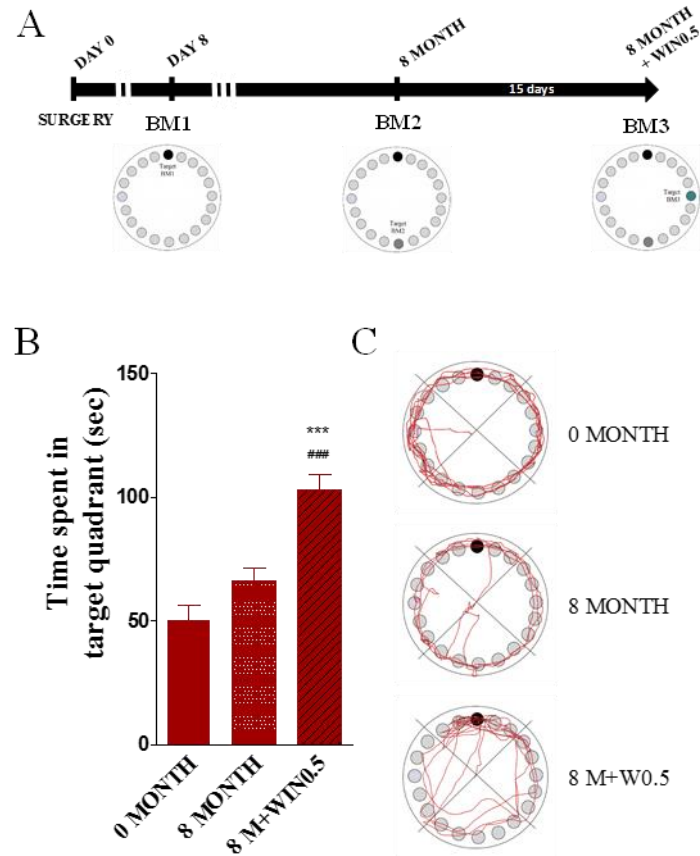 A
DAY 0
DAY 8
8 MONTH
8 MONTH
+ WIN0.5
15 days
SURGERY
BM1
BM2
BM3
Target
BM1
Target
BM2
Target
BM3
B
Time spent in
target quadrant (sec)
150
100
50
0
***
###
0 MONTH
8 MONTH
8 M+WIN0.5
C
0 MONTH
8 MONTH
8 M+W0.5